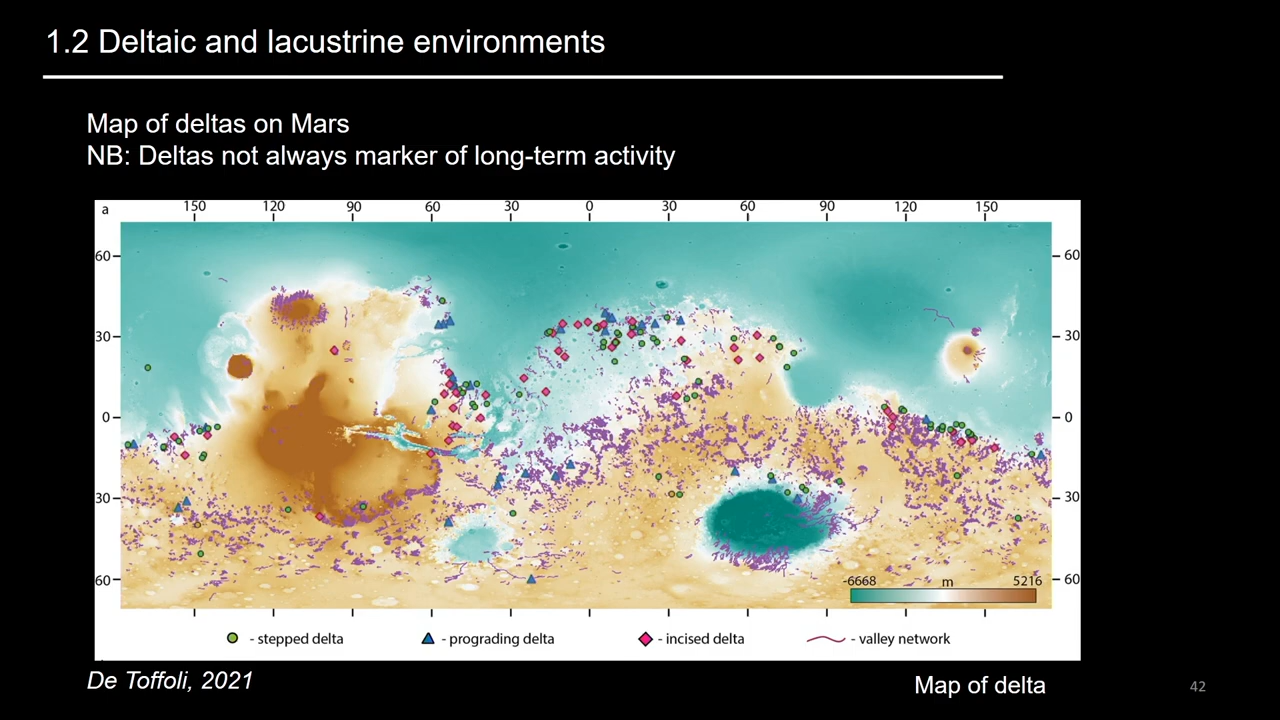 1.2 Deltaic and lacustrine environments
Map of deltas on Mars
NB: Deltas not always marker of long-term activity
a
150 120 90 60 30 0 30 60 90 120 150
60 60
30 30
0 0
30 30
60 60
-6668 m 5216
- stepped delta - prograding delta - incised delta - valley network
De Toffoli, 2021
Map of delta
42